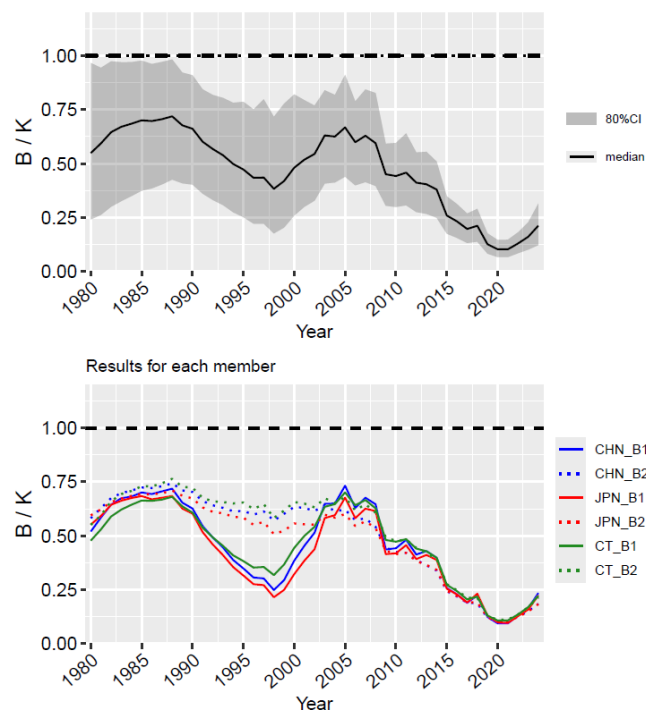 1.00
0.75
0.50
0.25
0.00
B / K
1980
1985
1990
1995
2000
2005
2010
2015
2020
Year
80%CI
median
Results for each member
1.00
0.75
0.50
0.25
0.00
B / K
1980
1985
1990
1995
2000
2005
2010
2015
2020
Year
CHN_B1
CHN_B2
JPN_B1
JPN_B2
CT_B1
CT_B2